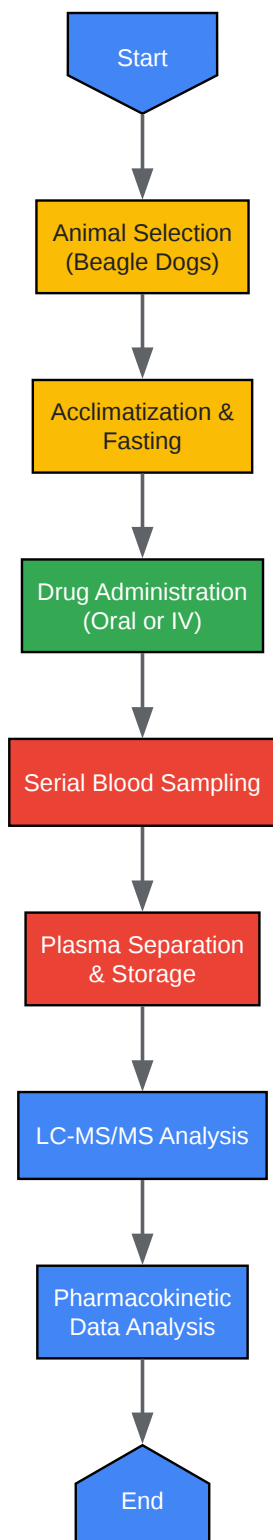 Start
Animal Selection
(Beagle Dogs)
Acclimatization &
Fasting
Drug Administration
(Oral or IV)
Serial Blood Sampling
Plasma Separation
& Storage
LC-MS/MS Analysis
Pharmacokinetic
Data Analysis
End